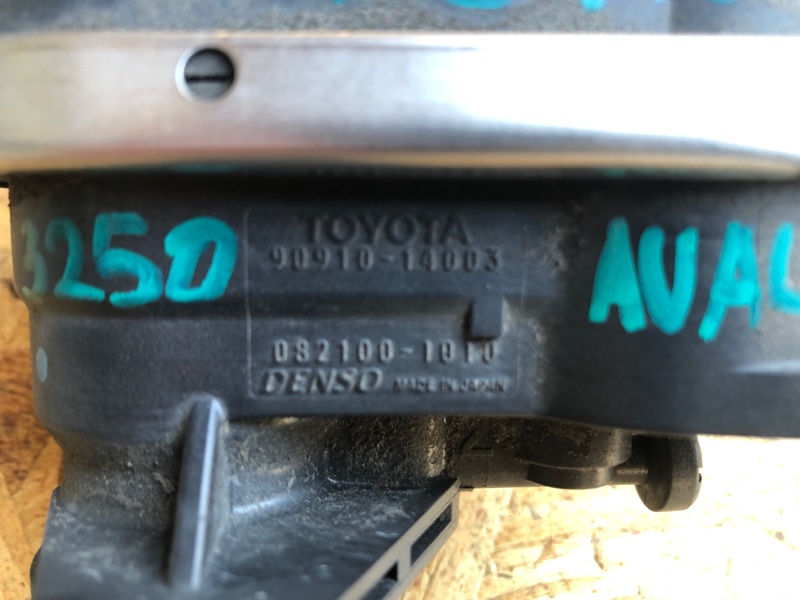 3250
TOYOTA
90910-14003
082100-1010
DENSO MADE IN JAPAN
AVAL